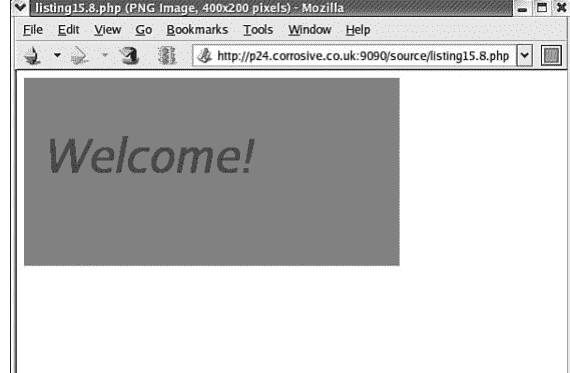 listing15.8.php (PNG Image, 400x200 pixels) - Mozilla
File Edit View Go Bookmarks Tools Window Help
http://p24.corrosive.co.uk:9090/source/listing15.8.php
Welcome!